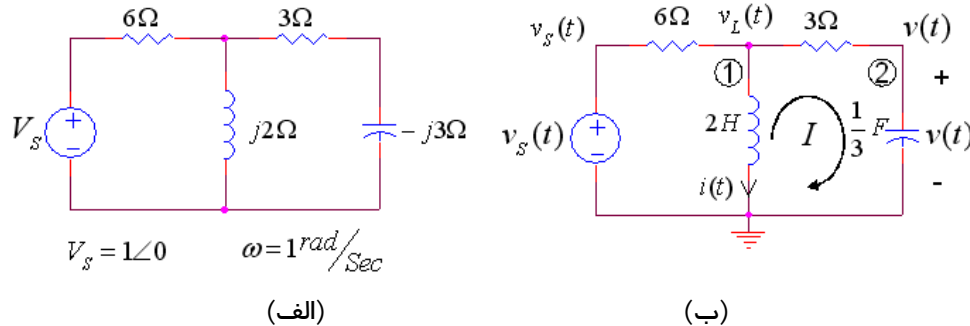 6Ω
3Ω
V_S
+
−
j2Ω
−j3Ω
V_S = 1∠0
ω = 1 rad/Sec
(الف)
v_S(t)
6Ω
v_L(t)
3Ω
v(t)
①
②
+
v_S(t)
+
−
2H
I
1/3 F
v(t)
i(t)
-
(ب)